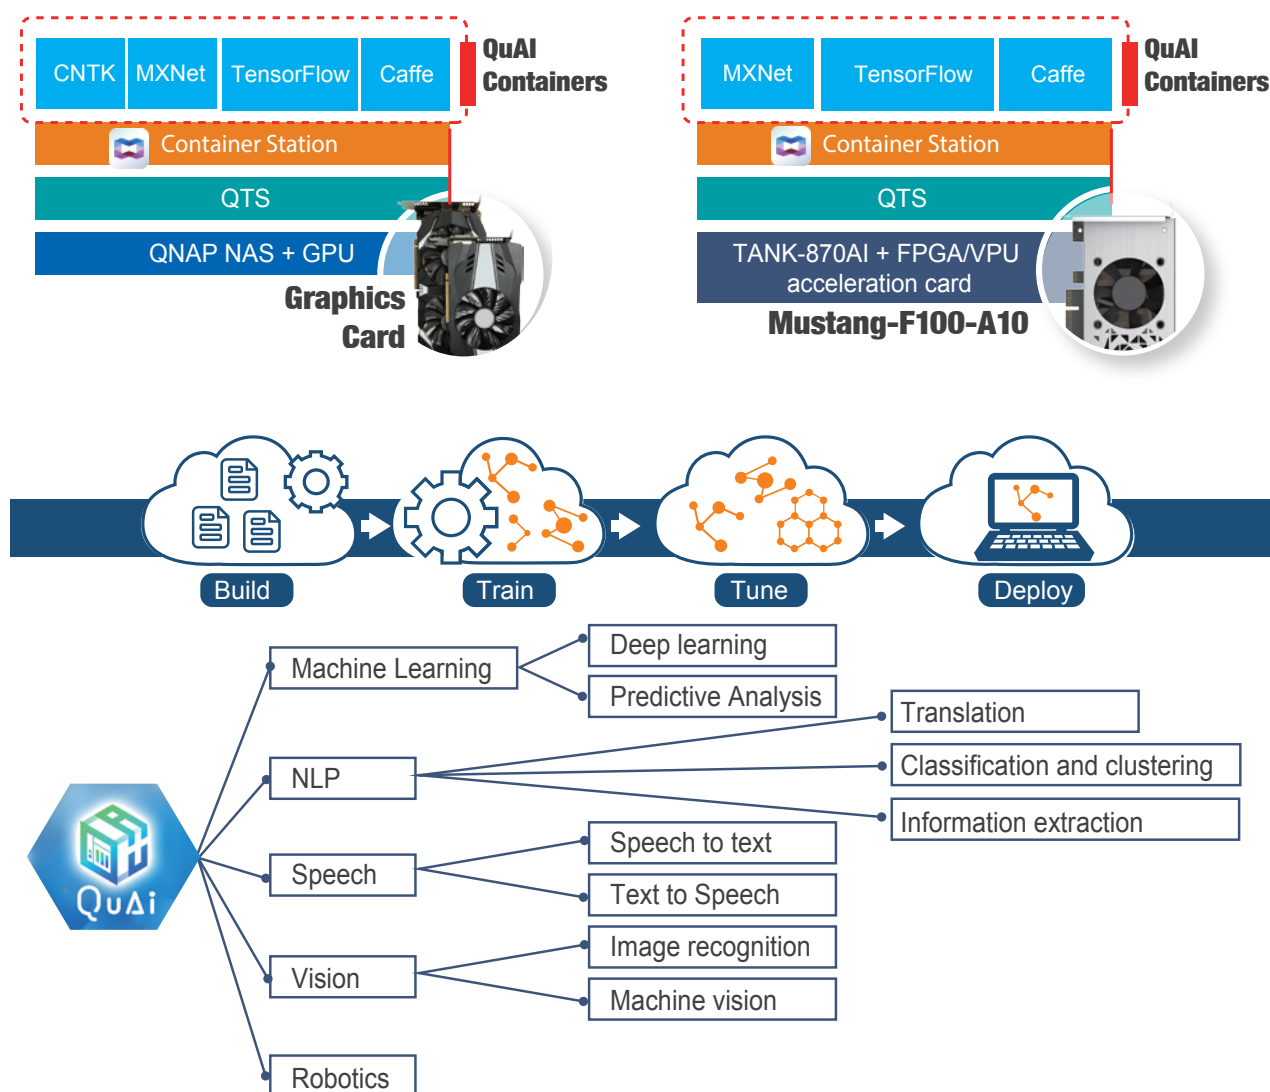 CNTK
MXNet
TensorFlow
Caffe
QuAI
Containers
Container Station
QTS
QNAP NAS + GPU
Graphics
Card
MXNet
TensorFlow
Caffe
QuAI
Containers
Container Station
QTS
TANK-870AI + FPGA/VPU
acceleration card
Mustang-F100-A10
Build
Train
Tune
Deploy
Machine Learning
Deep learning
Predictive Analysis
NLP
Translation
Classification and clustering
Information extraction
Speech
Speech to text
Text to Speech
Vision
Image recognition
Machine vision
Robotics
QuAi